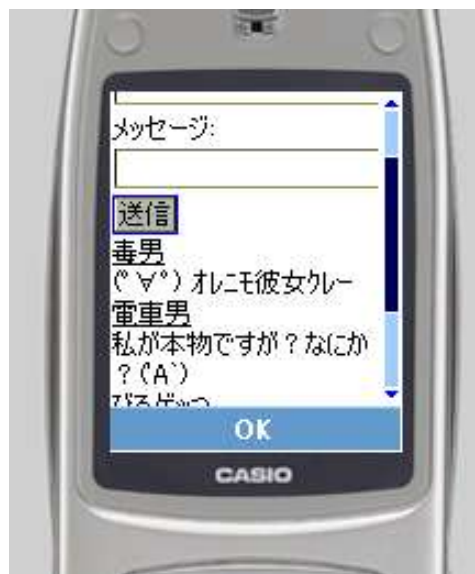 メッセージ:
送信
毒男
(ﾟ∀ﾟ) オレニモ彼女クレー
電車男
私が本物ですが？なにか
？('A`)
OK
CASIO